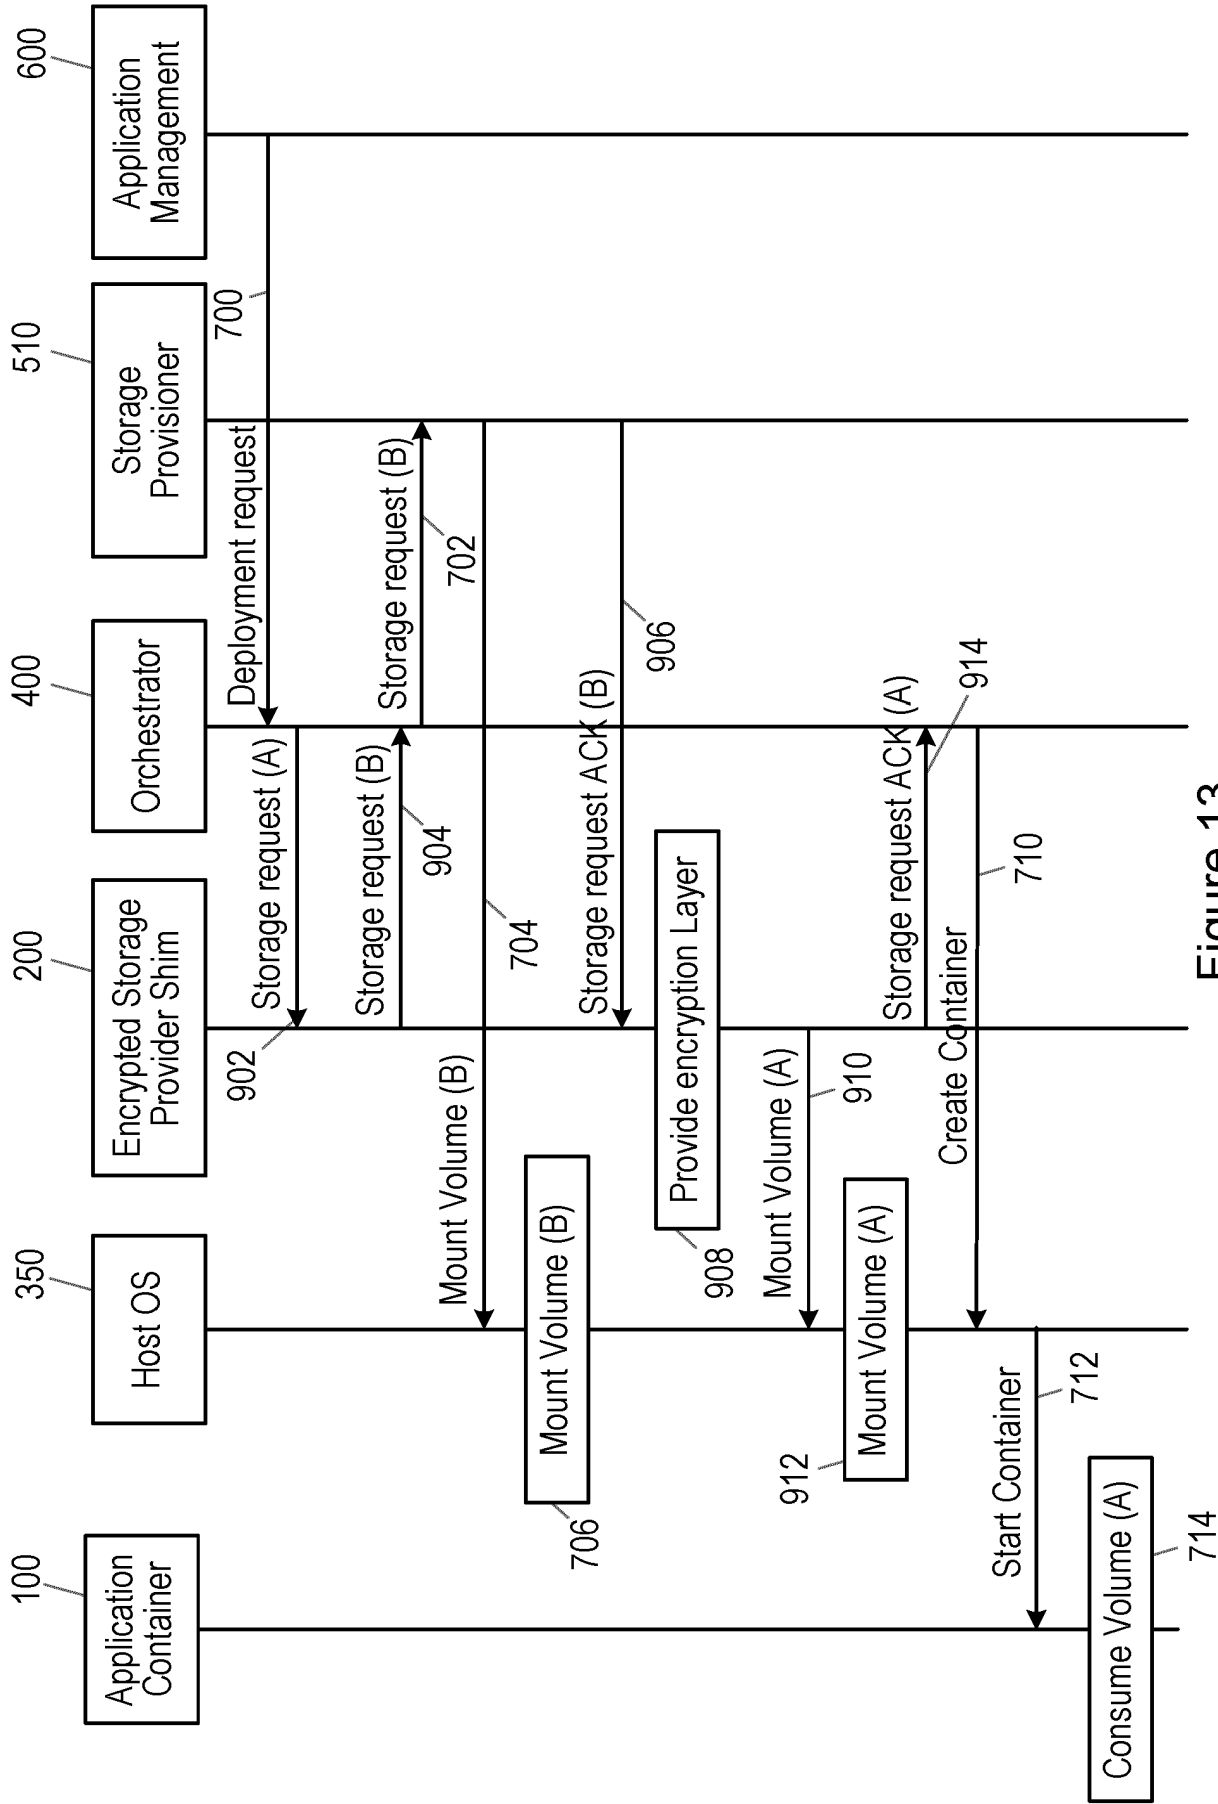 100
350
200
400
510
600
Application
Container
Host OS
Encrypted Storage
Provider Shim
Orchestrator
Storage
Provisioner
Application
Management
Deployment request
700
Storage request (A)
902
Storage request (B)
904
Storage request (B)
702
Mount Volume (B)
704
Mount Volume (B)
706
Storage request ACK (B)
906
Provide encryption Layer
908
Mount Volume (A)
910
Mount Volume (A)
912
Storage request ACK (A)
914
Create Container
710
Start Container
712
Consume Volume (A)
714
Figure 13